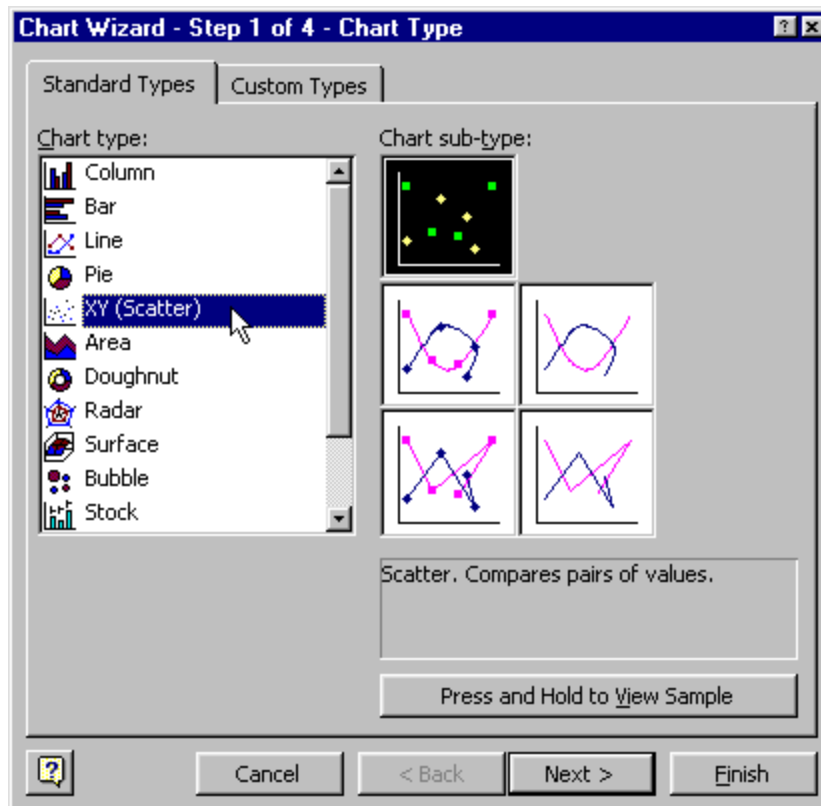 Chart Wizard - Step 1 of 4 - Chart Type
Standard Types
Custom Types
Chart type:
Column
Bar
Line
Pie
XY (Scatter)
Area
Doughnut
Radar
Surface
Bubble
Stock
Chart sub-type:
Scatter. Compares pairs of values.
Press and Hold to View Sample
Cancel
< Back
Next >
Finish